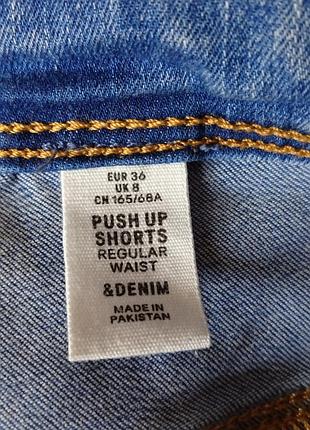 EUR 36
UK 8
CN 165/68A
PUSH UP
SHORTS
REGULAR
WAIST
&DENIM
MADE IN
PAKISTAN